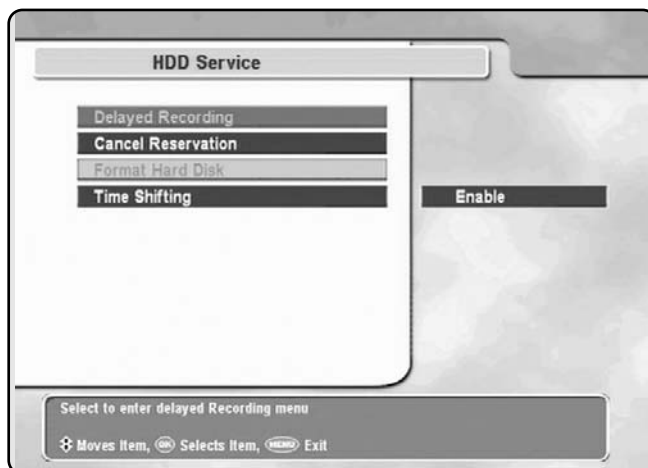 HDD Service
Delayed Recording
Cancel Reservation
Format Hard Disk
Time Shifting Enable
Select to enter delayed Recording menu
Moves Item, OK Selects Item, MENU Exit